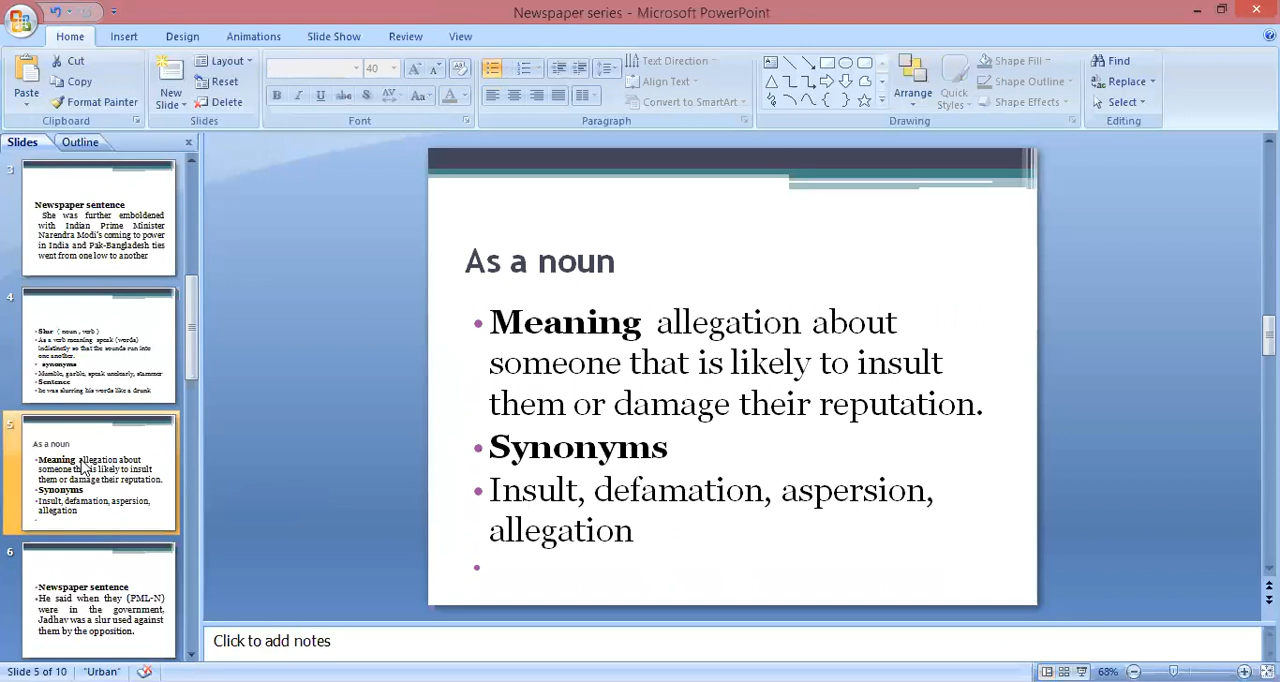 Newspaper series - Microsoft PowerPoint
Home Insert Design Animations Slide Show Review View
Cut
Copy
Format Painter
Paste
Clipboard
New Slide
Layout
Reset
Delete
Slides
40
B I U abc S AV Aa A
Font
Text Direction
Align Text
Convert to SmartArt
Paragraph
Arrange
Quick Styles
Shape Fill
Shape Outline
Shape Effects
Drawing
Find
Replace
Select
Editing
Slides Outline
3
Newspaper sentence
She was further emboldened
with Indian Prime Minister
Narendra Modi's coming to power
in India and Pak-Bangladesh ties
went from one low to another
4
•Slur ( noun , verb )
•As a verb meaning speak (words)
indistinctly so that the sounds run into
one another.
• synonyms
•Mumble, garble, speak unclearly, stammer
•Sentence
•he was slurring his words like a drunk
5
As a noun
•Meaning allegation about
someone that is likely to insult
them or damage their reputation.
•Synonyms
•Insult, defamation, aspersion,
allegation
6
•Newspaper sentence
•He said when they (PML-N)
were in the government,
Jadhav was a slur used against
them by the opposition.
As a noun
•Meaning allegation about
someone that is likely to insult
them or damage their reputation.
•Synonyms
•Insult, defamation, aspersion,
allegation
•
Click to add notes
Slide 5 of 10 "Urban" 68%